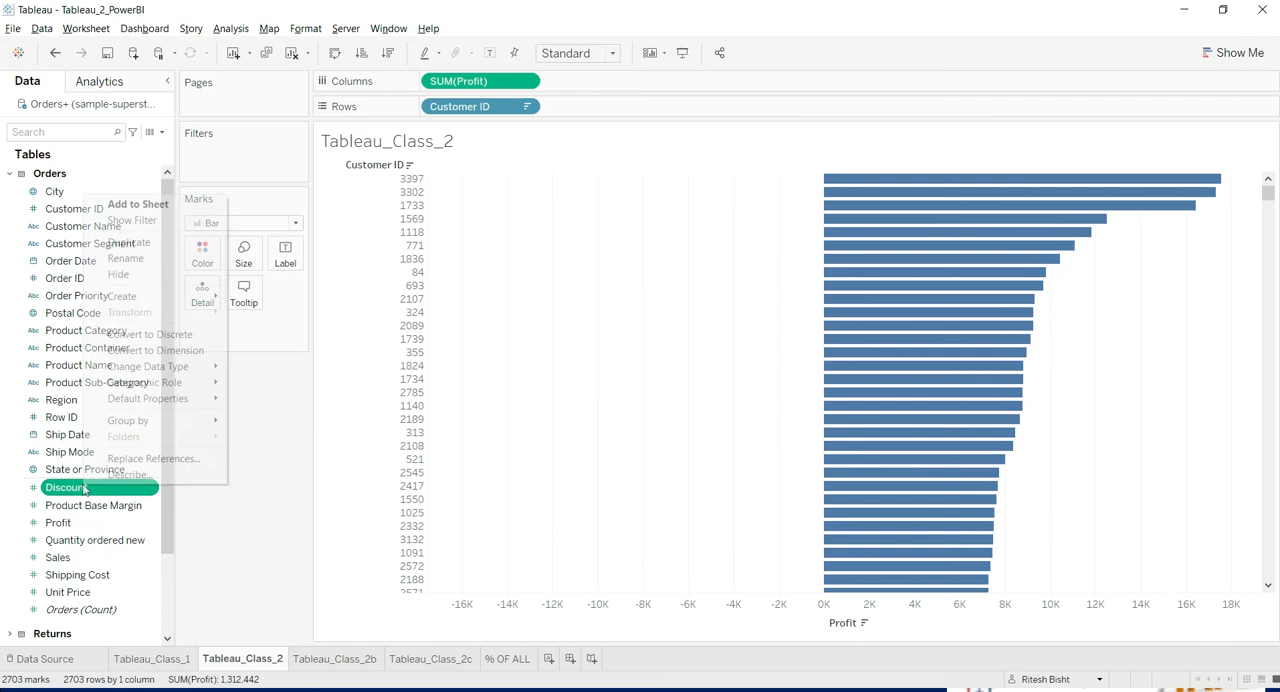 Tableau - Tableau_2_PowerBI
File Data Worksheet Dashboard Story Analysis Map Format Server Window Help
Standard
Show Me
Data Analytics
Orders+ (sample-superst...
Search
Tables
Orders
City
Customer ID
Customer Name
Customer Segment
Order Date
Order ID
Order Priority
Postal Code
Product Category
Product Container
Product Name
Product Sub-Category
Region
Row ID
Ship Date
Ship Mode
State or Province
Discount
Product Base Margin
Profit
Quantity ordered new
Sales
Shipping Cost
Unit Price
Orders (Count)
Returns
Add to Sheet
Show Filter
Duplicate
Rename
Hide
Create
Transform
Convert to Discrete
Convert to Dimension
Change Data Type
Geographic Role
Default Properties
Group by
Folders
Replace References...
Describe...
Pages
Filters
Marks
Bar
Color Size Label
Detail Tooltip
Columns SUM(Profit)
Rows Customer ID
Tableau_Class_2
Customer ID
3397
3302
1733
1569
1118
771
1836
84
693
2107
324
2089
1739
355
1824
1734
2785
1140
2189
313
2108
521
2545
2417
1550
1025
2332
3132
1091
2572
2188
2571
-16K -14K -12K -10K -8K -6K -4K -2K 0K 2K 4K 6K 8K 10K 12K 14K 16K 18K
Profit
Data Source Tableau_Class_1 Tableau_Class_2 Tableau_Class_2b Tableau_Class_2c % OF ALL
2703 marks 2703 rows by 1 column SUM(Profit): 1,312,442
Ritesh Bisht